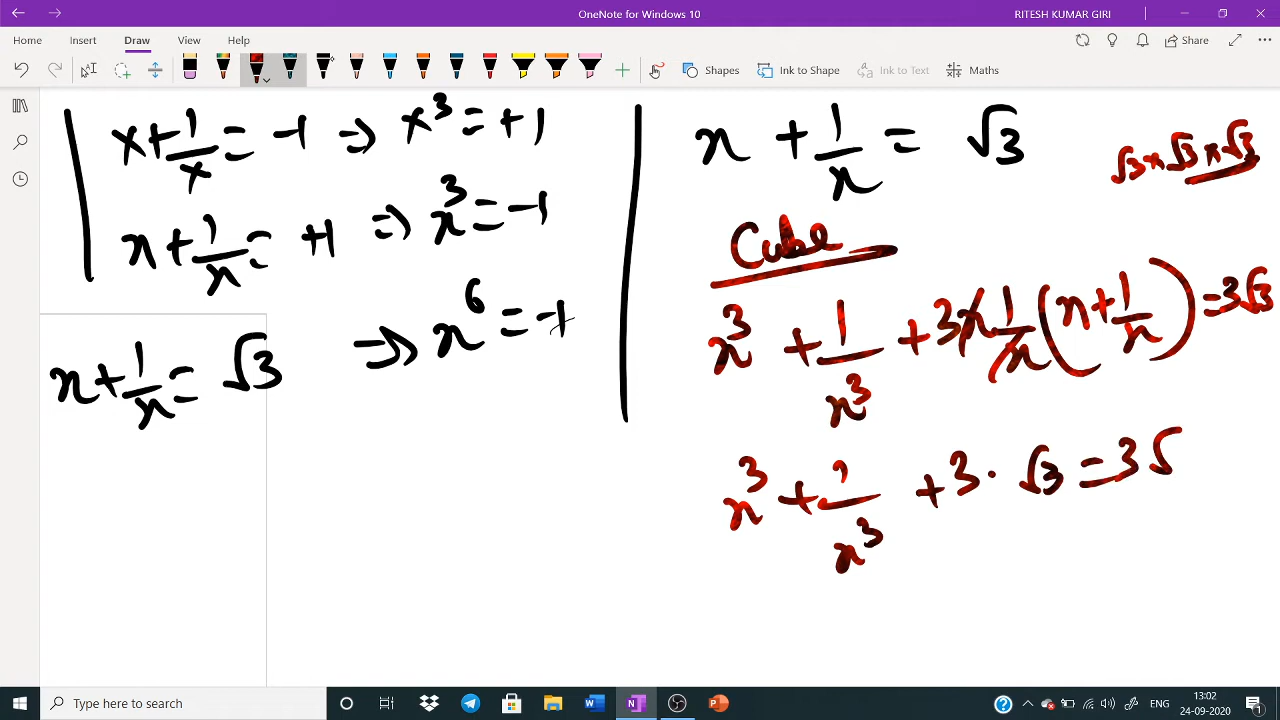 OneNote for Windows 10
RITESH KUMAR GIRI
Home Insert Draw View Help
Share
Shapes
Ink to Shape
Ink to Text
Maths
x + 1/x = -1 ⇒ x³ = +1
x + 1/x = +1 ⇒ x³ = -1
x + 1/x = √3 ⇒ x⁶ = -1
x + 1/x = √3
√3 × √3 × √3
Cube
x³ + 1/x³ + 3x 1/x (x + 1/x) = 3√3
x³ + 1/x³ + 3 · √3 = 3√
Type here to search
ENG
13:02
24-09-2020